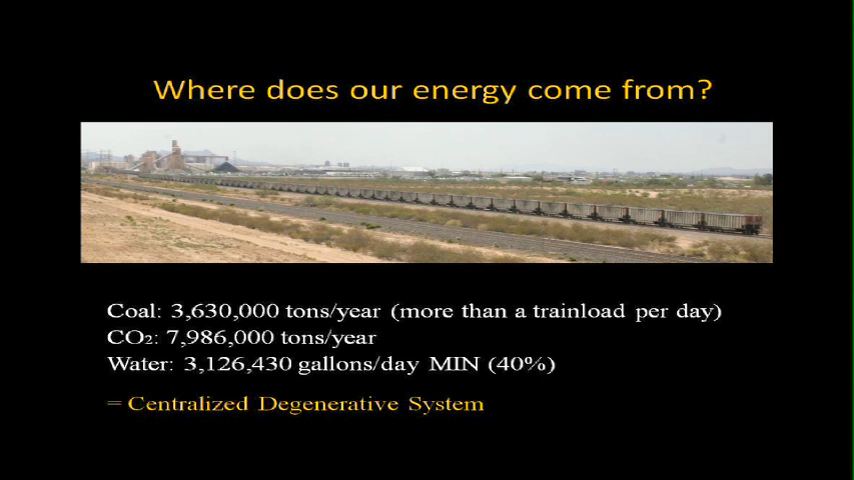 Where does our energy come from?
Coal: 3,630,000 tons/year (more than a trainload per day)
CO2: 7,986,000 tons/year
Water: 3,126,430 gallons/day MIN (40%)
= Centralized Degenerative System